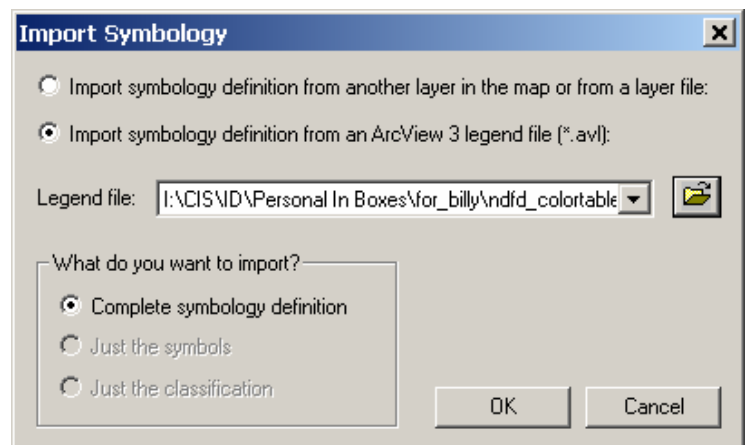 Import Symbology
Import symbology definition from another layer in the map or from a layer file:
Import symbology definition from an ArcView 3 legend file (*.avl):
Legend file: I:\CIS\ID\Personal In Boxes\for_billy\ndfd_colortable
What do you want to import?
Complete symbology definition
Just the symbols
Just the classification
OK Cancel